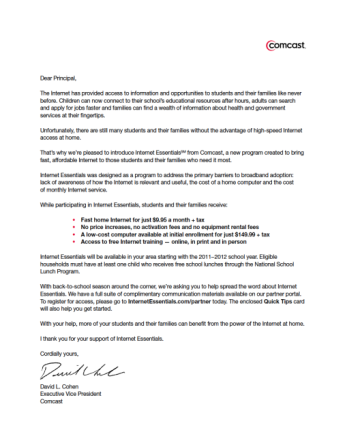 comcast
Dear Principal,
The Internet has provided access to information and opportunities to students and their families like never
before. Children can now connect to their school's educational resources after hours, adults can search
and apply for jobs faster and families can find a wealth of information about health and government
services at their fingertips.
Unfortunately, there are still many students and their families without the advantage of high-speed Internet
access at home.
That's why we're pleased to introduce Internet Essentials℠ from Comcast, a new program created to bring
fast, affordable Internet to those students and their families who need it most.
Internet Essentials was designed as a program to address the primary barriers to broadband adoption:
lack of awareness of how the Internet is relevant and useful, the cost of a home computer and the cost
of monthly Internet service.
While participating in Internet Essentials, students and their families receive:
• Fast home Internet for just $9.95 a month + tax
• No price increases, no activation fees and no equipment rental fees
• A low-cost computer available at initial enrollment for just $149.99 + tax
• Access to free Internet training — online, in print and in person
Internet Essentials will be available in your area starting with the 2011–2012 school year. Eligible
households must have at least one child who receives free school lunches through the National School
Lunch Program.
With back-to-school season around the corner, we're asking you to help spread the word about Internet
Essentials. We have a full suite of complimentary communication materials available on our partner portal.
To register for access, please go to InternetEssentials.com/partner today. The enclosed Quick Tips card
will also help you get started.
With your help, more of your students and their families can benefit from the power of the Internet at home.
I thank you for your support of Internet Essentials.
Cordially yours,
David L. Cohen
Executive Vice President
Comcast